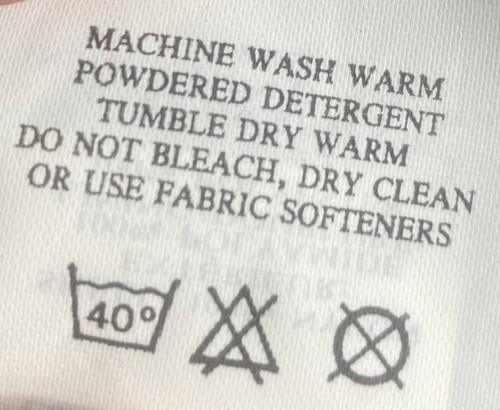 MACHINE WASH WARM
POWDERED DETERGENT
TUMBLE DRY WARM
DO NOT BLEACH, DRY CLEAN
OR USE FABRIC SOFTENERS
40°